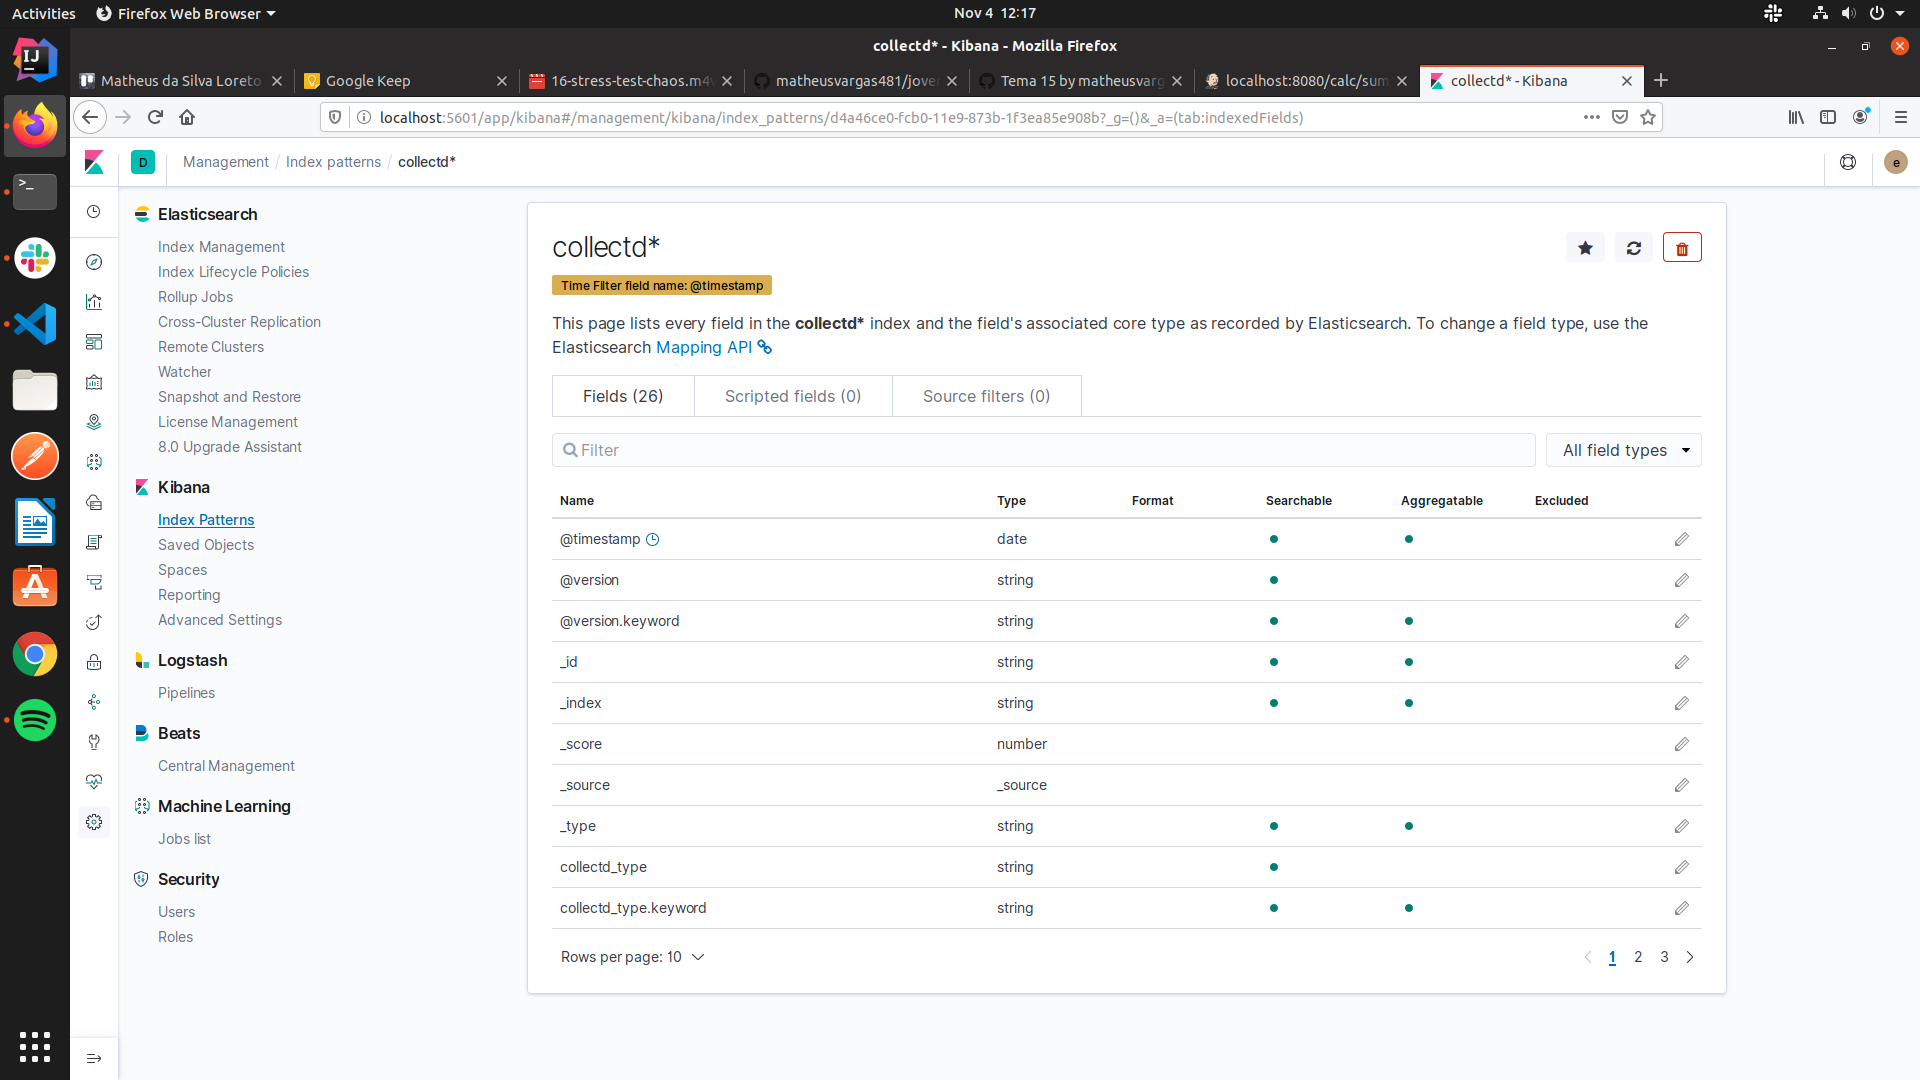 Activities
Firefox Web Browser
Nov 4 12:17
collectd* - Kibana - Mozilla Firefox
Matheus da Silva Loreto
Google Keep
16-stress-test-chaos.m4v
matheusvargas481/jove
Tema 15 by matheusvarg
localhost:8080/calc/sum
collectd* - Kibana
localhost:5601/app/kibana#/management/kibana/index_patterns/d4a46ce0-fcb0-11e9-873b-1f3ea85e908b?_g=()&_a=(tab:indexedFields)
D
Management / Index patterns / collectd*
e
Elasticsearch
Index Management
Index Lifecycle Policies
Rollup Jobs
Cross-Cluster Replication
Remote Clusters
Watcher
Snapshot and Restore
License Management
8.0 Upgrade Assistant
Kibana
Index Patterns
Saved Objects
Spaces
Reporting
Advanced Settings
Logstash
Pipelines
Beats
Central Management
Machine Learning
Jobs list
Security
Users
Roles
collectd*
Time Filter field name: @timestamp
This page lists every field in the collectd* index and the field's associated core type as recorded by Elasticsearch. To change a field type, use the
Elasticsearch Mapping API
Fields (26)
Scripted fields (0)
Source filters (0)
Filter
All field types
Name Type Format Searchable Aggregatable Excluded
@timestamp date
@version string
@version.keyword string
_id string
_index string
_score number
_source _source
_type string
collectd_type string
collectd_type.keyword string
Rows per page: 10
1 2 3
IJ
>_